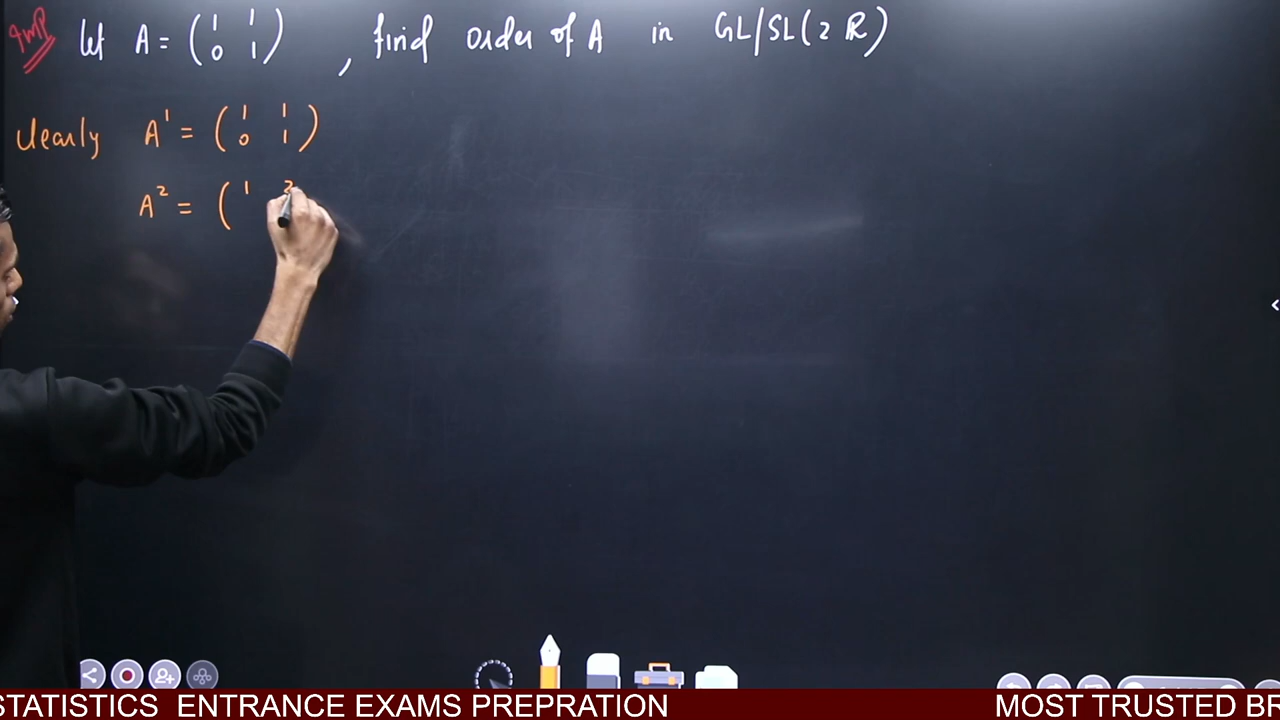 Imp Let A = ( 1 1 0 1 ) , find order of A in GL/SL(2 R)
Clearly A¹ = ( 1 1 0 1 )
A² = ( 1 2
STATISTICS ENTRANCE EXAMS PREPRATION MOST TRUSTED BR